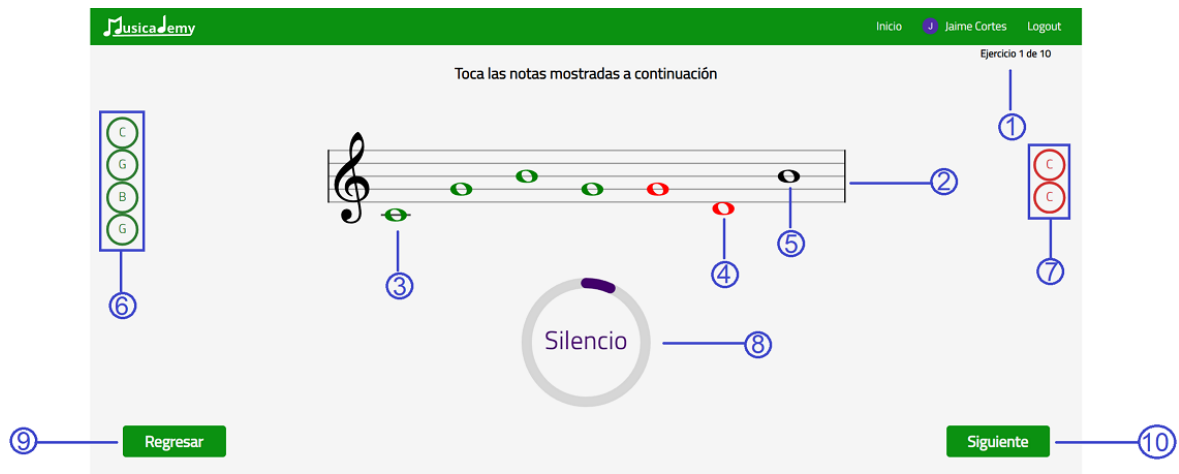 Musicademy
Inicio J Jaime Cortes Logout
Ejercicio 1 de 10
Toca las notas mostradas a continuación
1
C
G
B
G
C
C
2
3
4
5
6
7
Silencio
8
9
Regresar
Siguiente
10